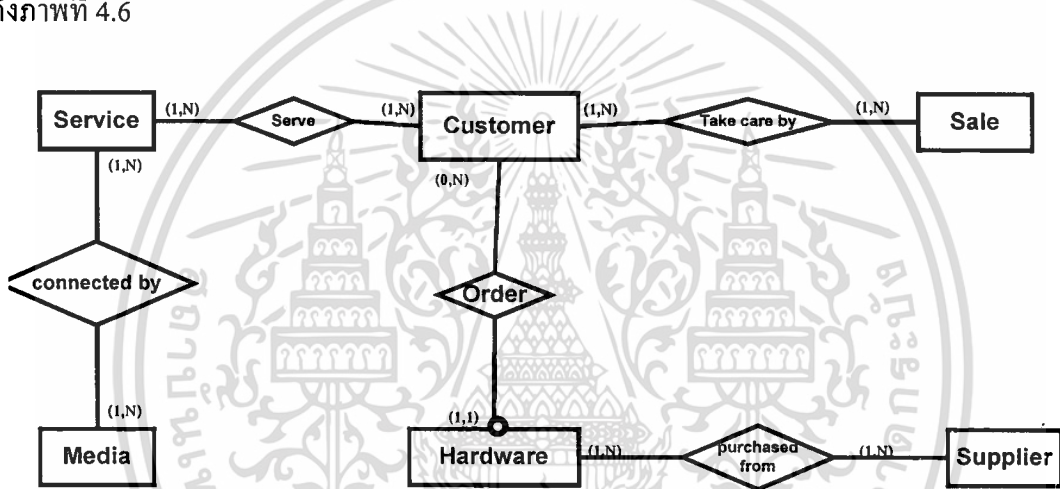 ดังภาพที่ 4.6
(1,N)
(1,N)
(1,N)
(1,N)
Service
Serve
Customer
Take care by
Sale
(1,N)
(0,N)
connected by
Order
(1,N)
(1,1)
(1,N)
(1,N)
Media
Hardware
purchased
from
Supplier